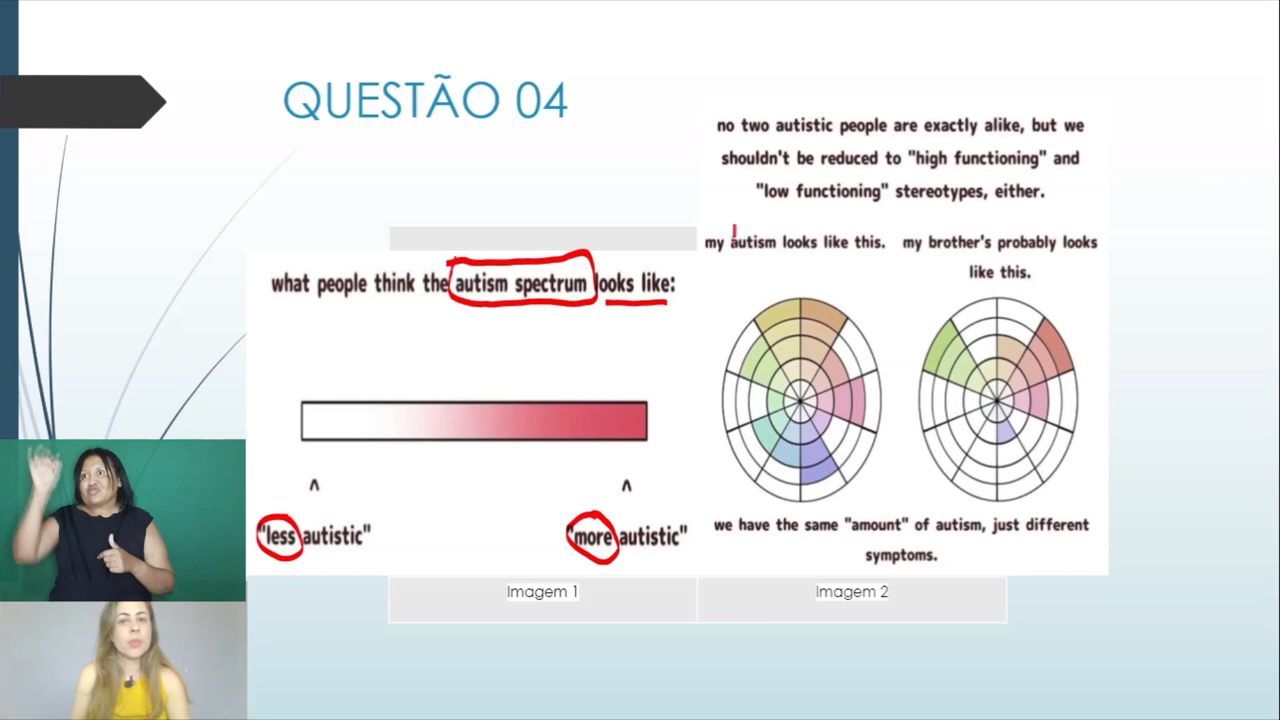 QUESTÃO 04
what people think the autism spectrum looks like:
^ ^
"less autistic" "more autistic"
Imagem 1
no two autistic people are exactly alike, but we
shouldn't be reduced to "high functioning" and
"low functioning" stereotypes, either.
my autism looks like this.
my brother's probably looks
like this.
we have the same "amount" of autism, just different
symptoms.
Imagem 2